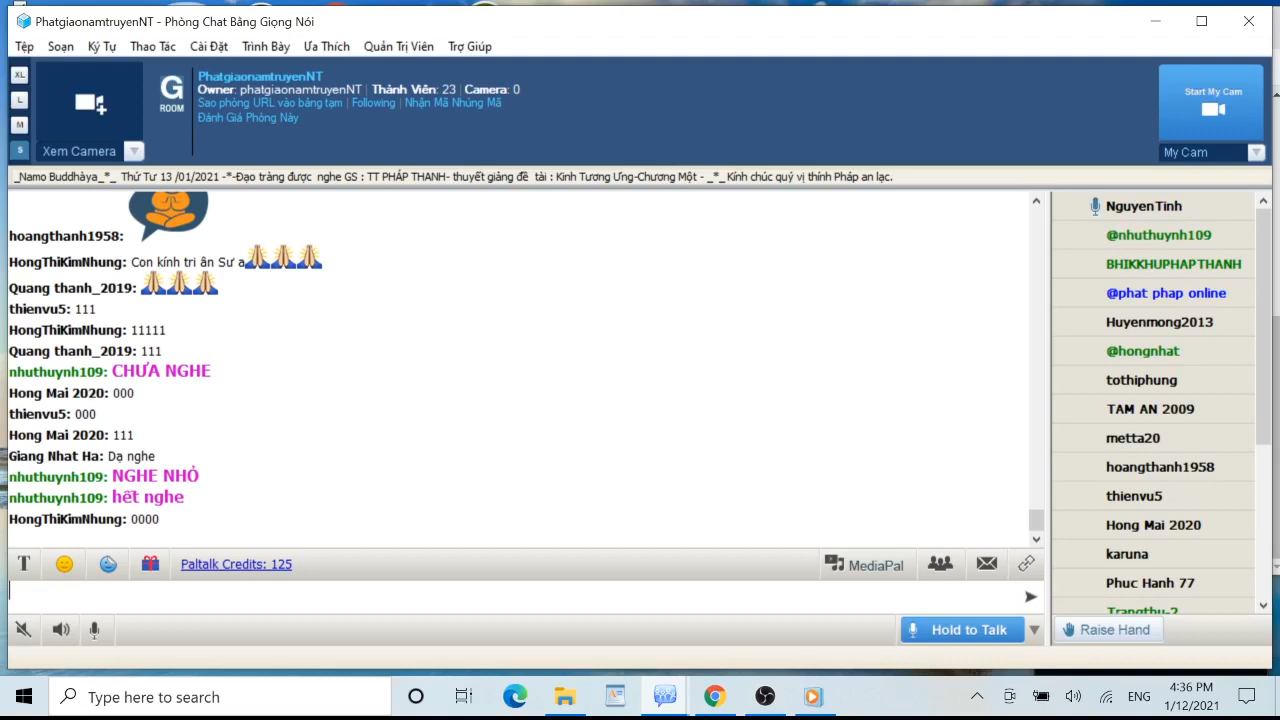 PhatgiaonamtruyenNT - Phòng Chat Bằng Giọng Nói
Tệp Soạn Ký Tự Thao Tác Cài Đặt Trình Bày Ưa Thích Quản Trị Viên Trợ Giúp
XL
L
M
S
Xem Camera
G
ROOM
PhatgiaonamtruyenNT
Owner: phatgiaonamtruyenNT | Thành Viên: 23 | Camera: 0
Sao phỏng URL vào bảng tạm | Following | Nhận Mã Nhúng Mã
Đánh Giá Phòng Này
Start My Cam
My Cam
_Namo Buddhàya_*_ Thứ Tư 13 /01/2021 -*-Đạo tràng được nghe GS : TT PHÁP THANH- thuyết giảng đề tài : Kinh Tương Ưng-Chương Một - _*_ Kính chúc quý vị thính Pháp an lạc.
hoangthanh1958:
HongThiKimNhung: Con kính tri ân Sư a
Quang thanh_2019:
thienvu5: 111
HongThiKimNhung: 11111
Quang thanh_2019: 111
nhuthuynh109: CHƯA NGHE
Hong Mai 2020: 000
thienvu5: 000
Hong Mai 2020: 111
Giang Nhat Ha: Dạ nghe
nhuthuynh109: NGHE NHỎ
nhuthuynh109: hết nghe
HongThiKimNhung: 0000
NguyenTinh
@nhuthuynh109
BHIKKHUPHAPTHANH
@phat phap online
Huyenmong2013
@hongnhat
tothiphung
TAM AN 2009
metta20
hoangthanh1958
thienvu5
Hong Mai 2020
karuna
Phuc Hanh 77
Trangthu-2
T
Paltalk Credits: 125
MediaPal
Hold to Talk
Raise Hand
Type here to search
ENG
4:36 PM
1/12/2021